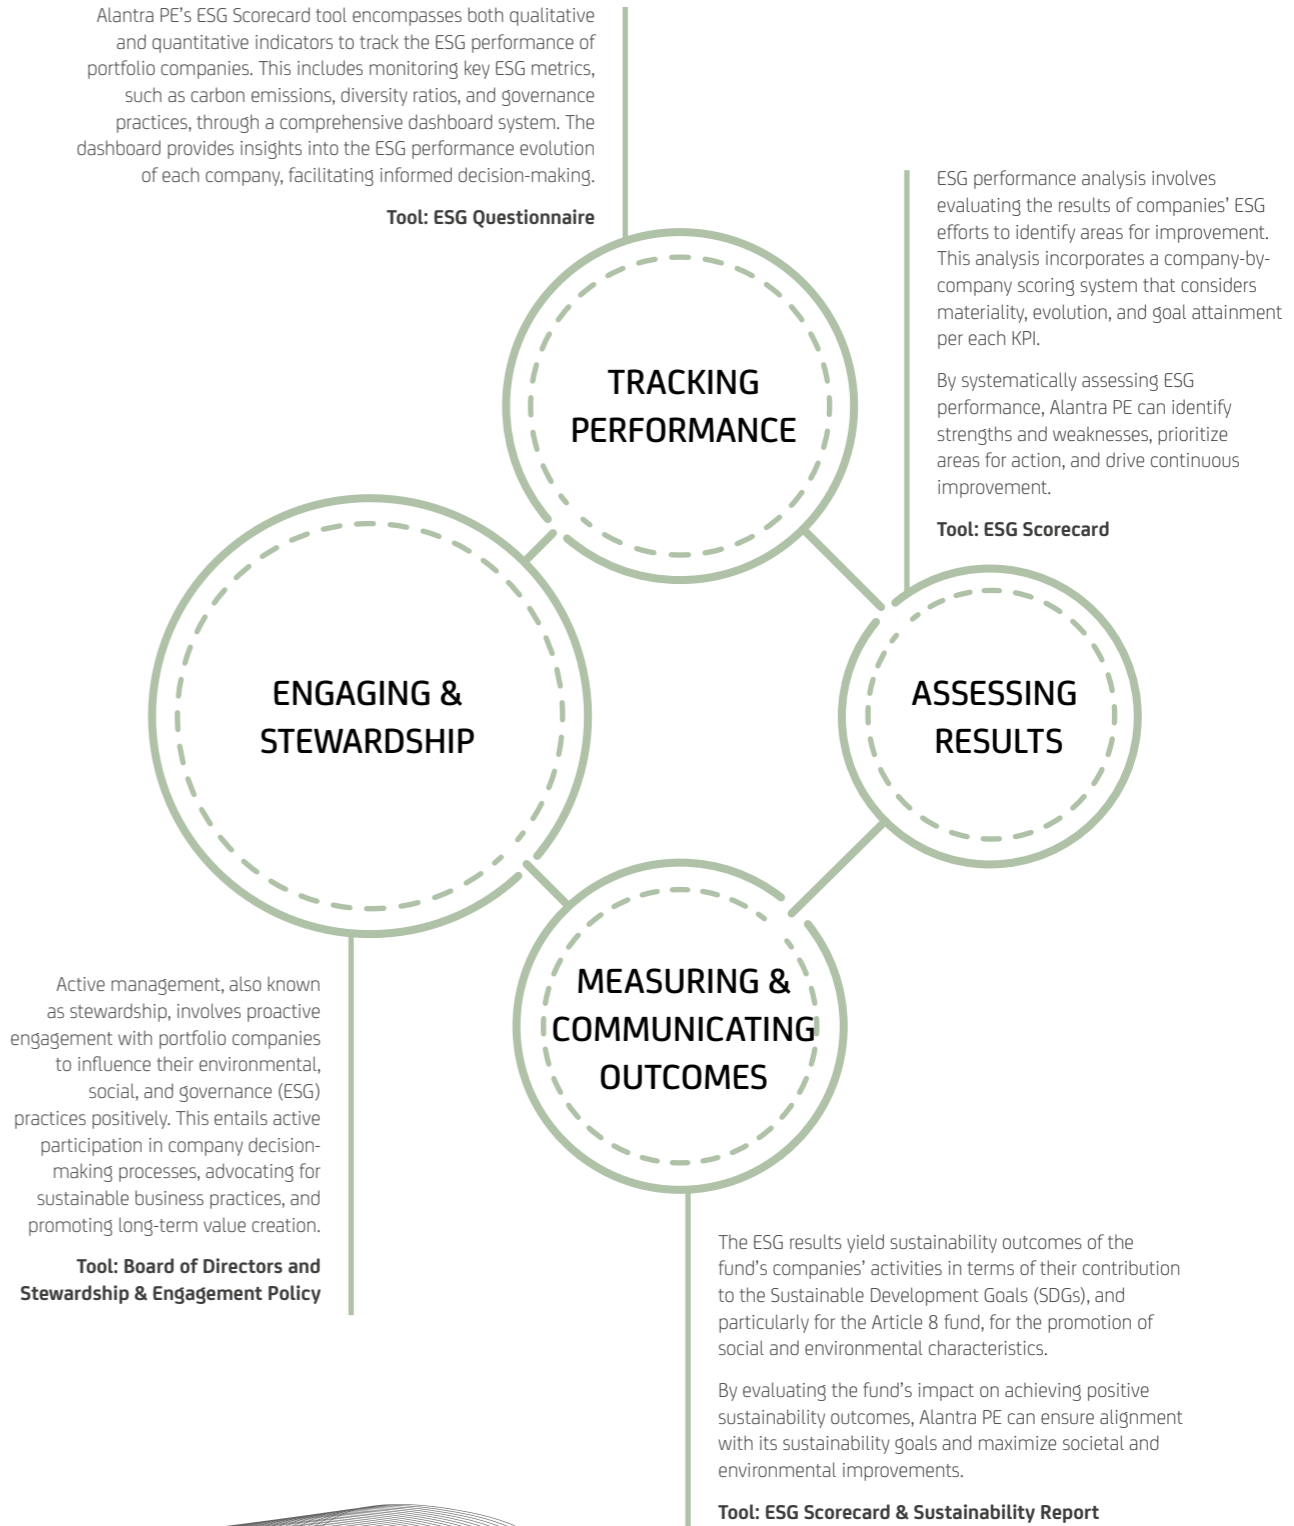 Alantra PE's ESG Scorecard tool encompasses both qualitative
and quantitative indicators to track the ESG performance of
portfolio companies. This includes monitoring key ESG metrics,
such as carbon emissions, diversity ratios, and governance
practices, through a comprehensive dashboard system. The
dashboard provides insights into the ESG performance evolution
of each company, facilitating informed decision-making.
Tool: ESG Questionnaire
TRACKING
PERFORMANCE
ESG performance analysis involves
evaluating the results of companies' ESG
efforts to identify areas for improvement.
This analysis incorporates a company-by-
company scoring system that considers
materiality, evolution, and goal attainment
per each KPI.
By systematically assessing ESG
performance, Alantra PE can identify
strengths and weaknesses, prioritize
areas for action, and drive continuous
improvement.
Tool: ESG Scorecard
ASSESSING
RESULTS
ENGAGING &
STEWARDSHIP
MEASURING &
COMMUNICATING
OUTCOMES
Active management, also known
as stewardship, involves proactive
engagement with portfolio companies
to influence their environmental,
social, and governance (ESG)
practices positively. This entails active
participation in company decision-
making processes, advocating for
sustainable business practices, and
promoting long-term value creation.
Tool: Board of Directors and
Stewardship & Engagement Policy
The ESG results yield sustainability outcomes of the
fund's companies' activities in terms of their contribution
to the Sustainable Development Goals (SDGs), and
particularly for the Article 8 fund, for the promotion of
social and environmental characteristics.
By evaluating the fund's impact on achieving positive
sustainability outcomes, Alantra PE can ensure alignment
with its sustainability goals and maximize societal and
environmental improvements.
Tool: ESG Scorecard & Sustainability Report